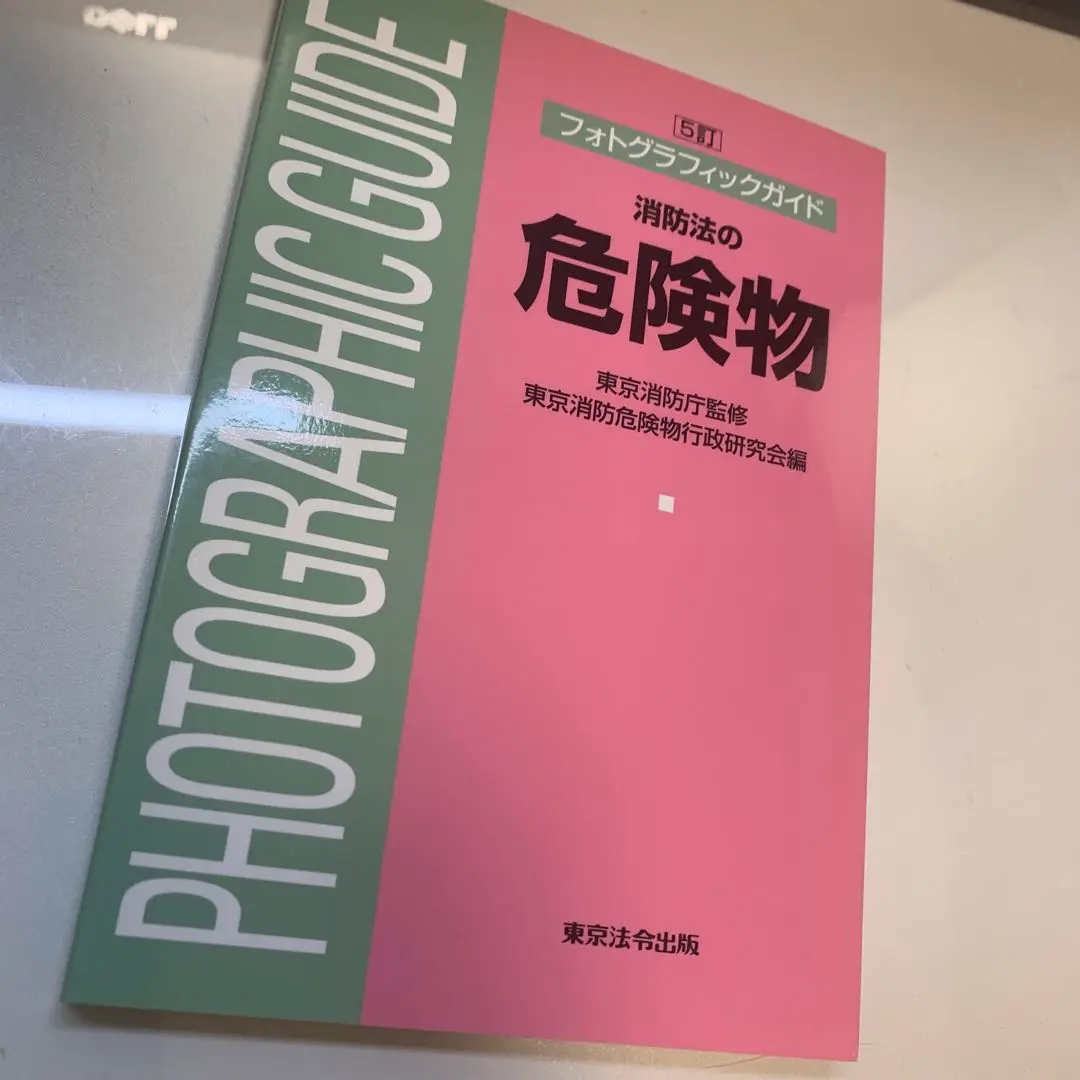 PHOTOGRAPHIC GUIDE
5訂
フォトグラフィックガイド
消防法の
危険物
東京消防庁監修
東京消防危険物行政研究会編
東京法令出版